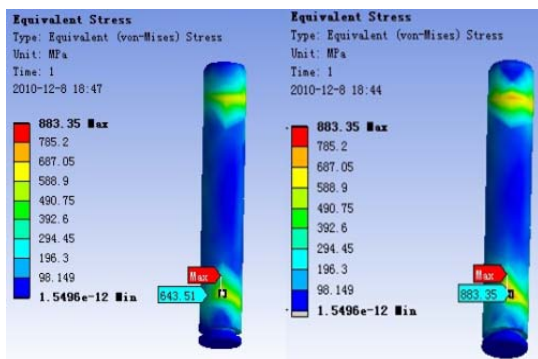 Equivalent Stress
Type: Equivalent (von-Mises) Stress
Unit: MPa
Time: 1
2010-12-8 18:47
883.35 Max
785.2
687.05
588.9
490.75
392.6
294.45
196.3
98.149
1.5496e-12 Min
Max
643.51
Equivalent Stress
Type: Equivalent (von-Mises) Stress
Unit: MPa
Time: 1
2010-12-8 18:44
883.35 Max
785.2
687.05
588.9
490.75
392.6
294.45
196.3
98.149
1.5496e-12 Min
Max
883.35